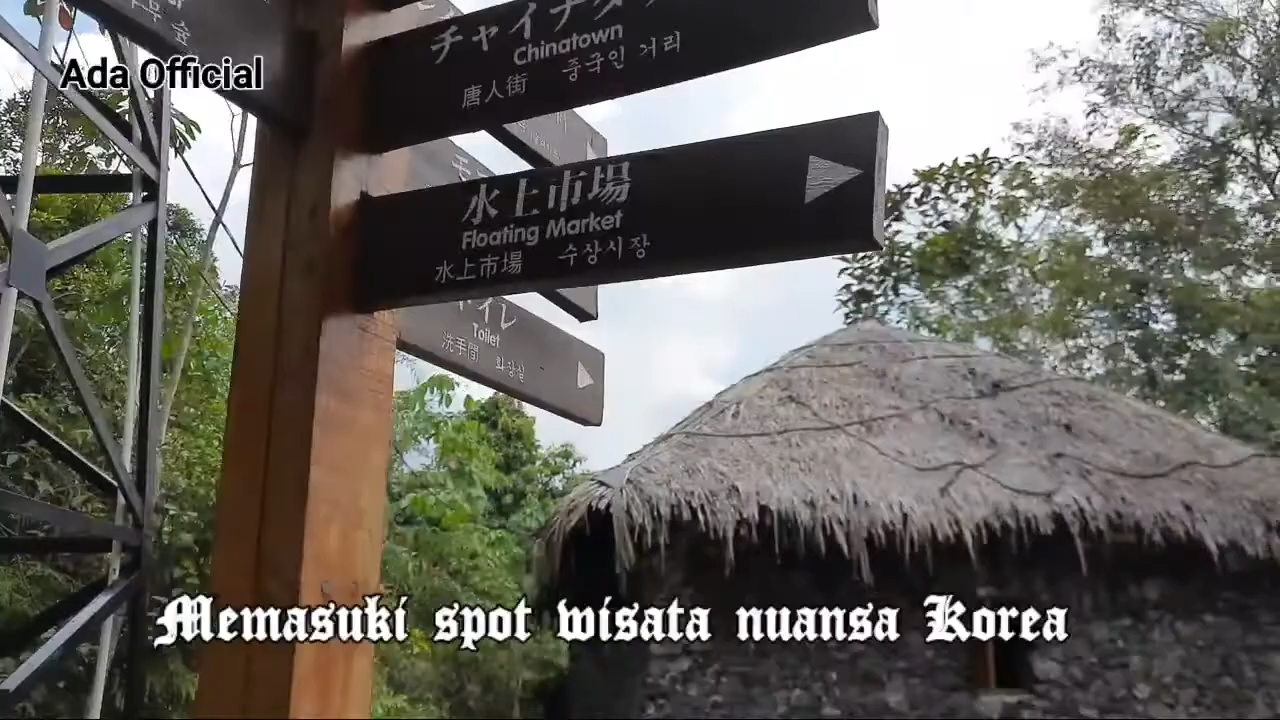 Ada Official
チャイナタ
Chinatown
唐人街 중국인 거리
水上市場
Floating Market
水上市場 수상시장
イレ
Toilet
洗手間 화장실
Memasuki spot wisata nuansa Korea